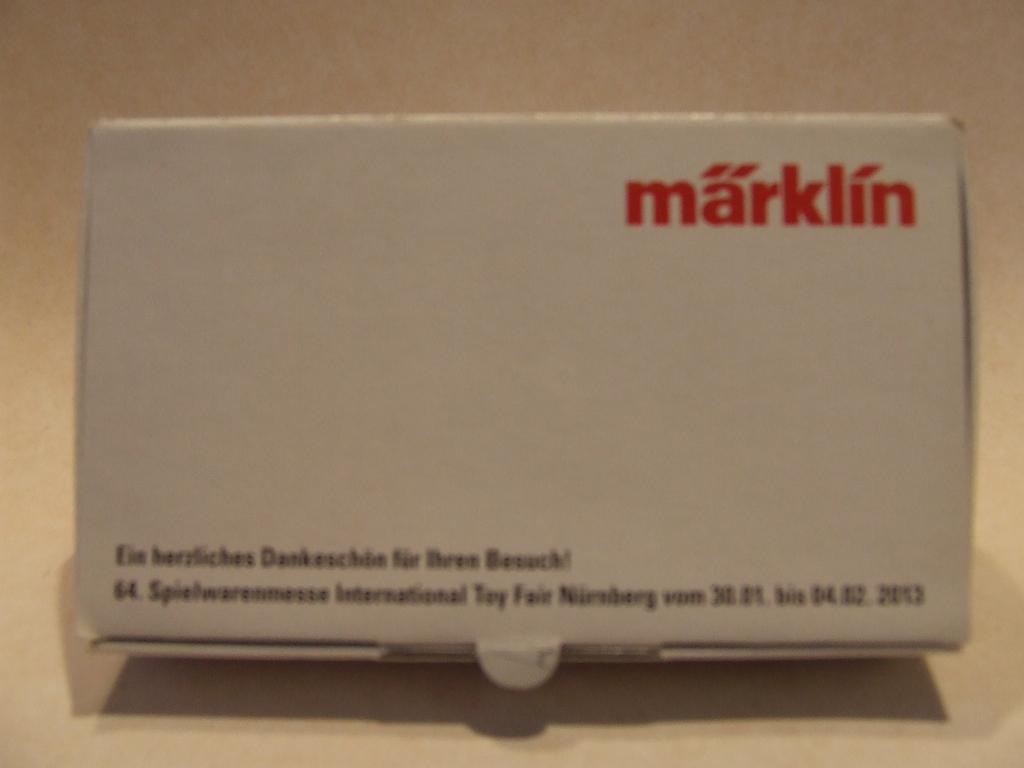 märklín
Ein herzliches Dankeschön für Ihren Besuch!
64. Spielwarenmesse International Toy Fair Nürnberg vom 30.01. bis 04.02. 2013